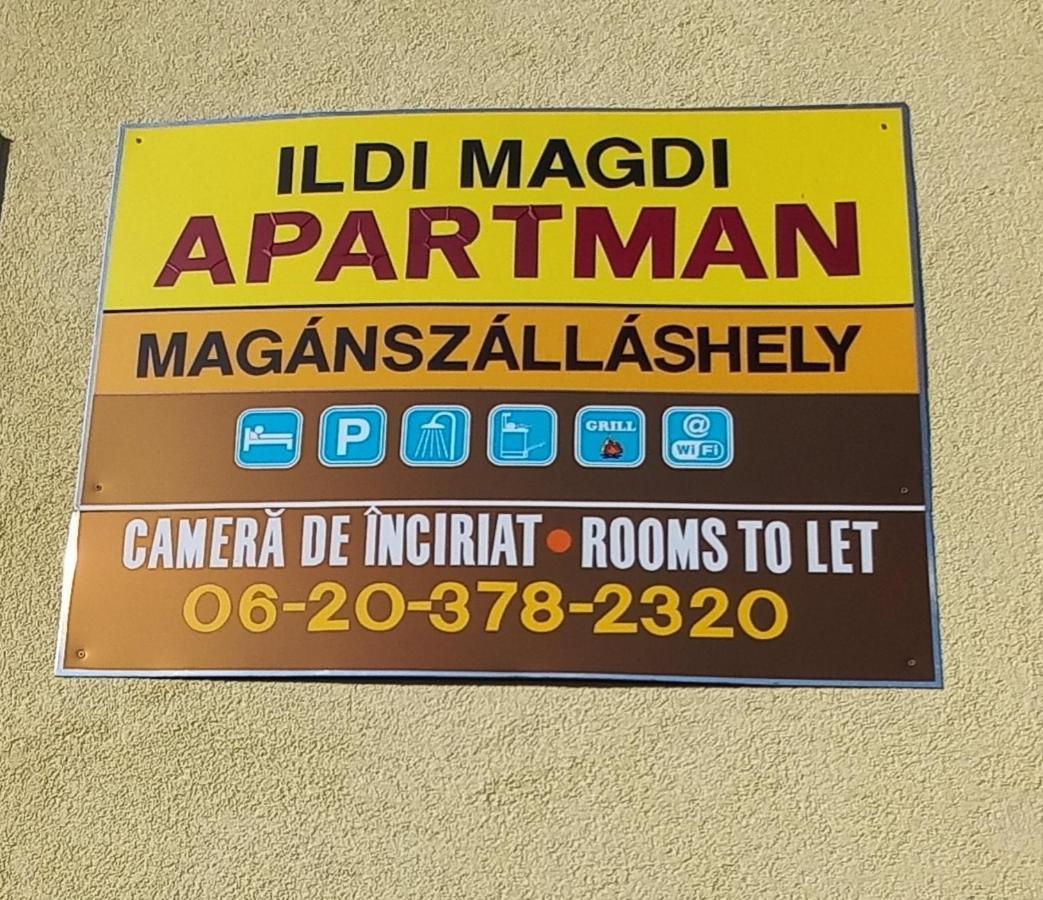 ILDI MAGDI
APARTMAN
MAGÁNSZÁLLÁSHELY
P GRILL @ WiFi
CAMERĂ DE ÎNCIRIAT • ROOMS TO LET
06-20-378-2320